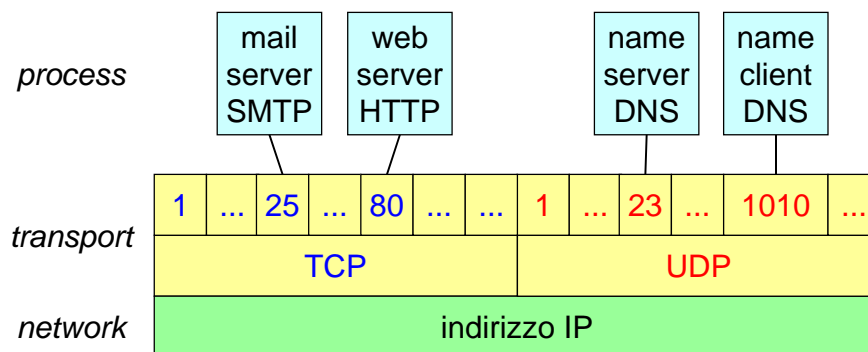 process
mail
server
SMTP
web
server
HTTP
name
server
DNS
name
client
DNS
transport
1 ... 25 ... 80 ... ... 1 ... 23 ... 1010 ...
TCP UDP
network
indirizzo IP